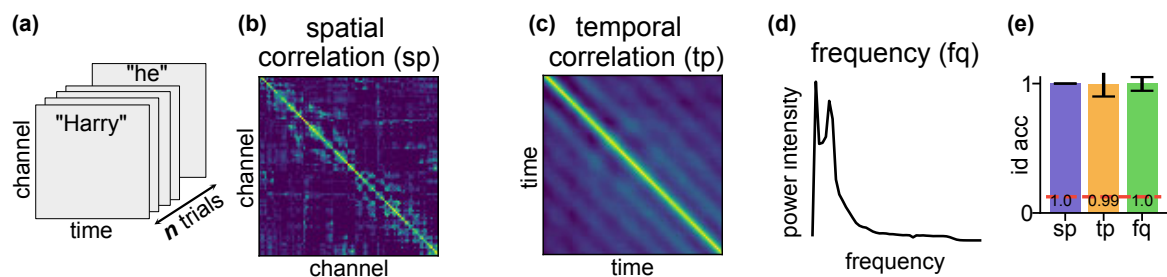 (a)
"he"
"Harry"
channel
time
n trials
(b)
spatial
correlation (sp)
channel
channel
(c)
temporal
correlation (tp)
time
time
(d)
frequency (fq)
power intensity
frequency
(e)
id acc
1
0
1.0
0.99
1.0
sp
tp
fq